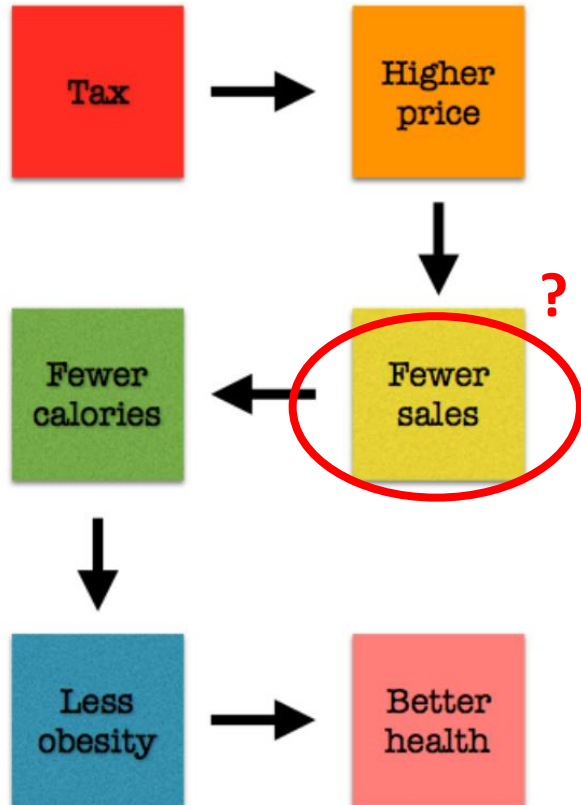 Tax
Higher
price
?
Fewer
sales
Fewer
calories
Less
obesity
Better
health